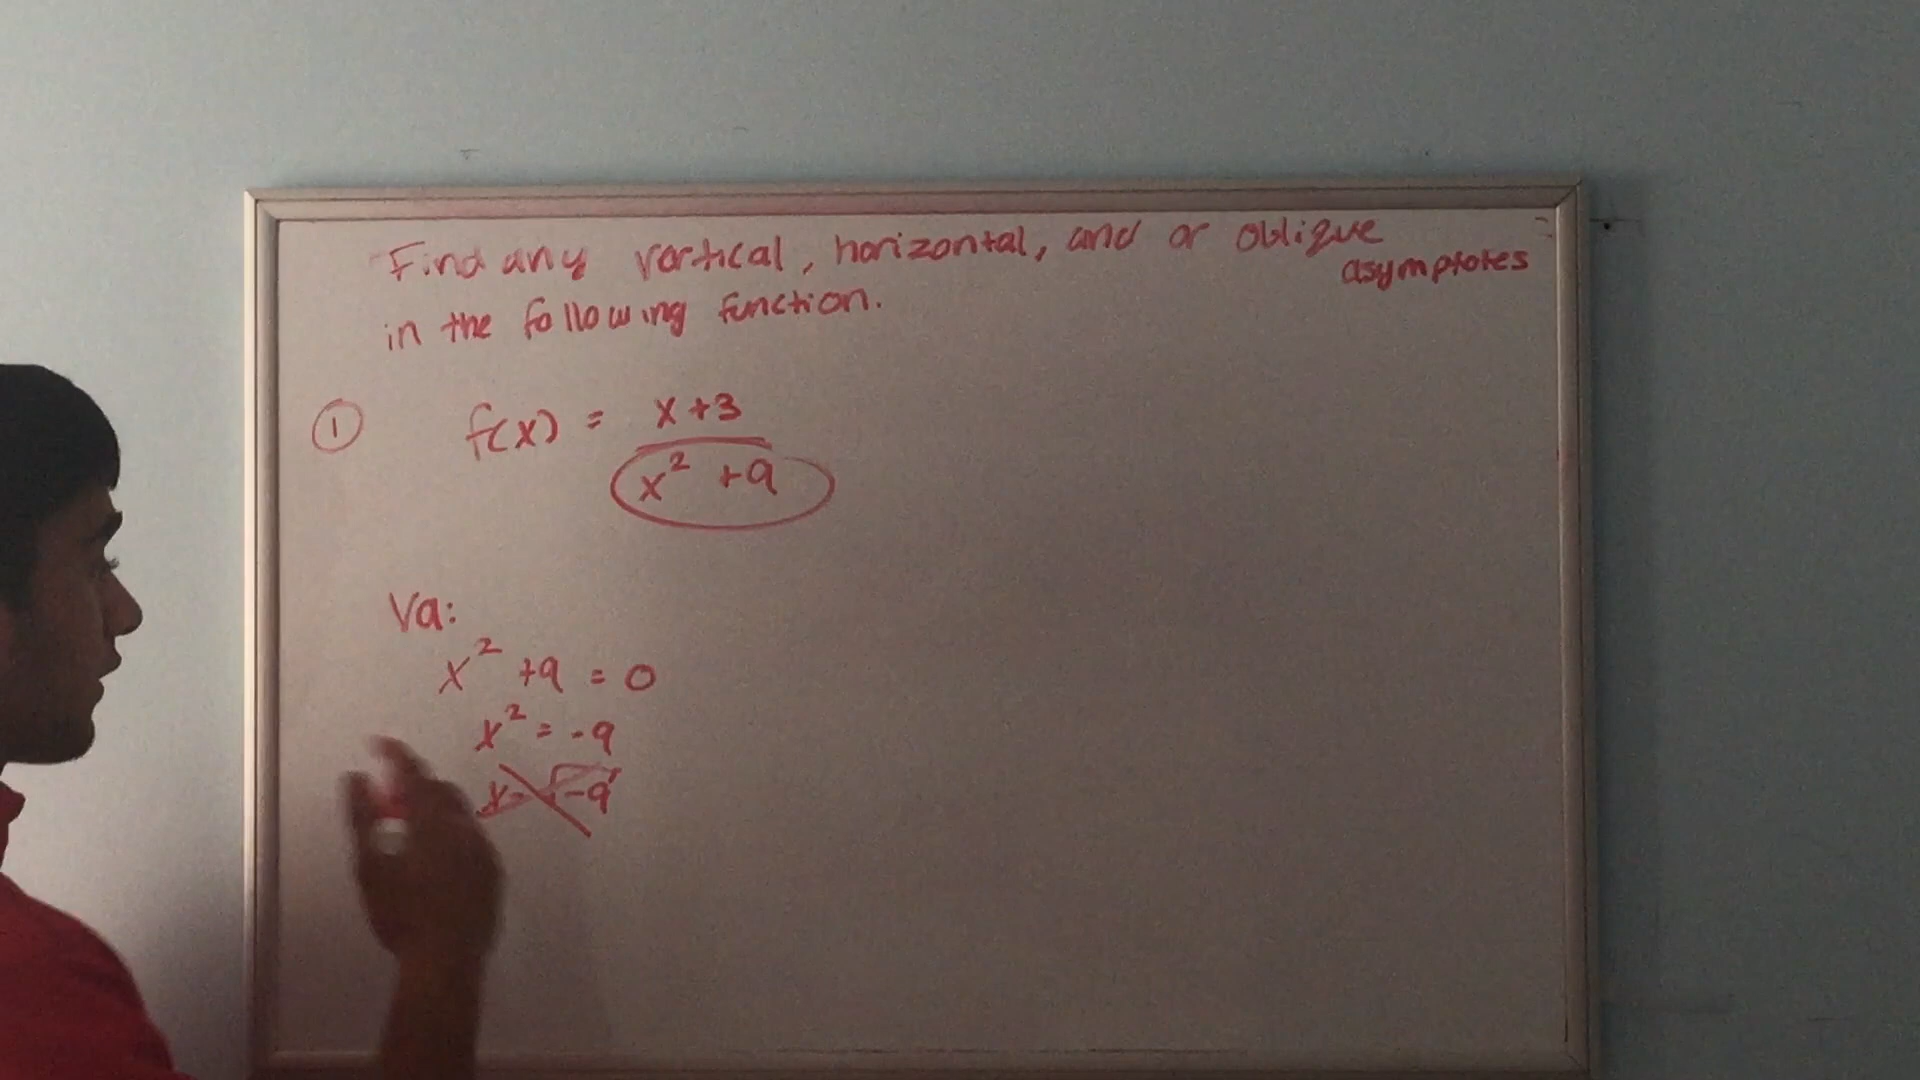 Find any vertical, horizontal, and or oblique
asymptotes
in the following function.
① f(x) = x+3
x² +9
Va:
x² +9 = 0
x² = -9
x = √-9